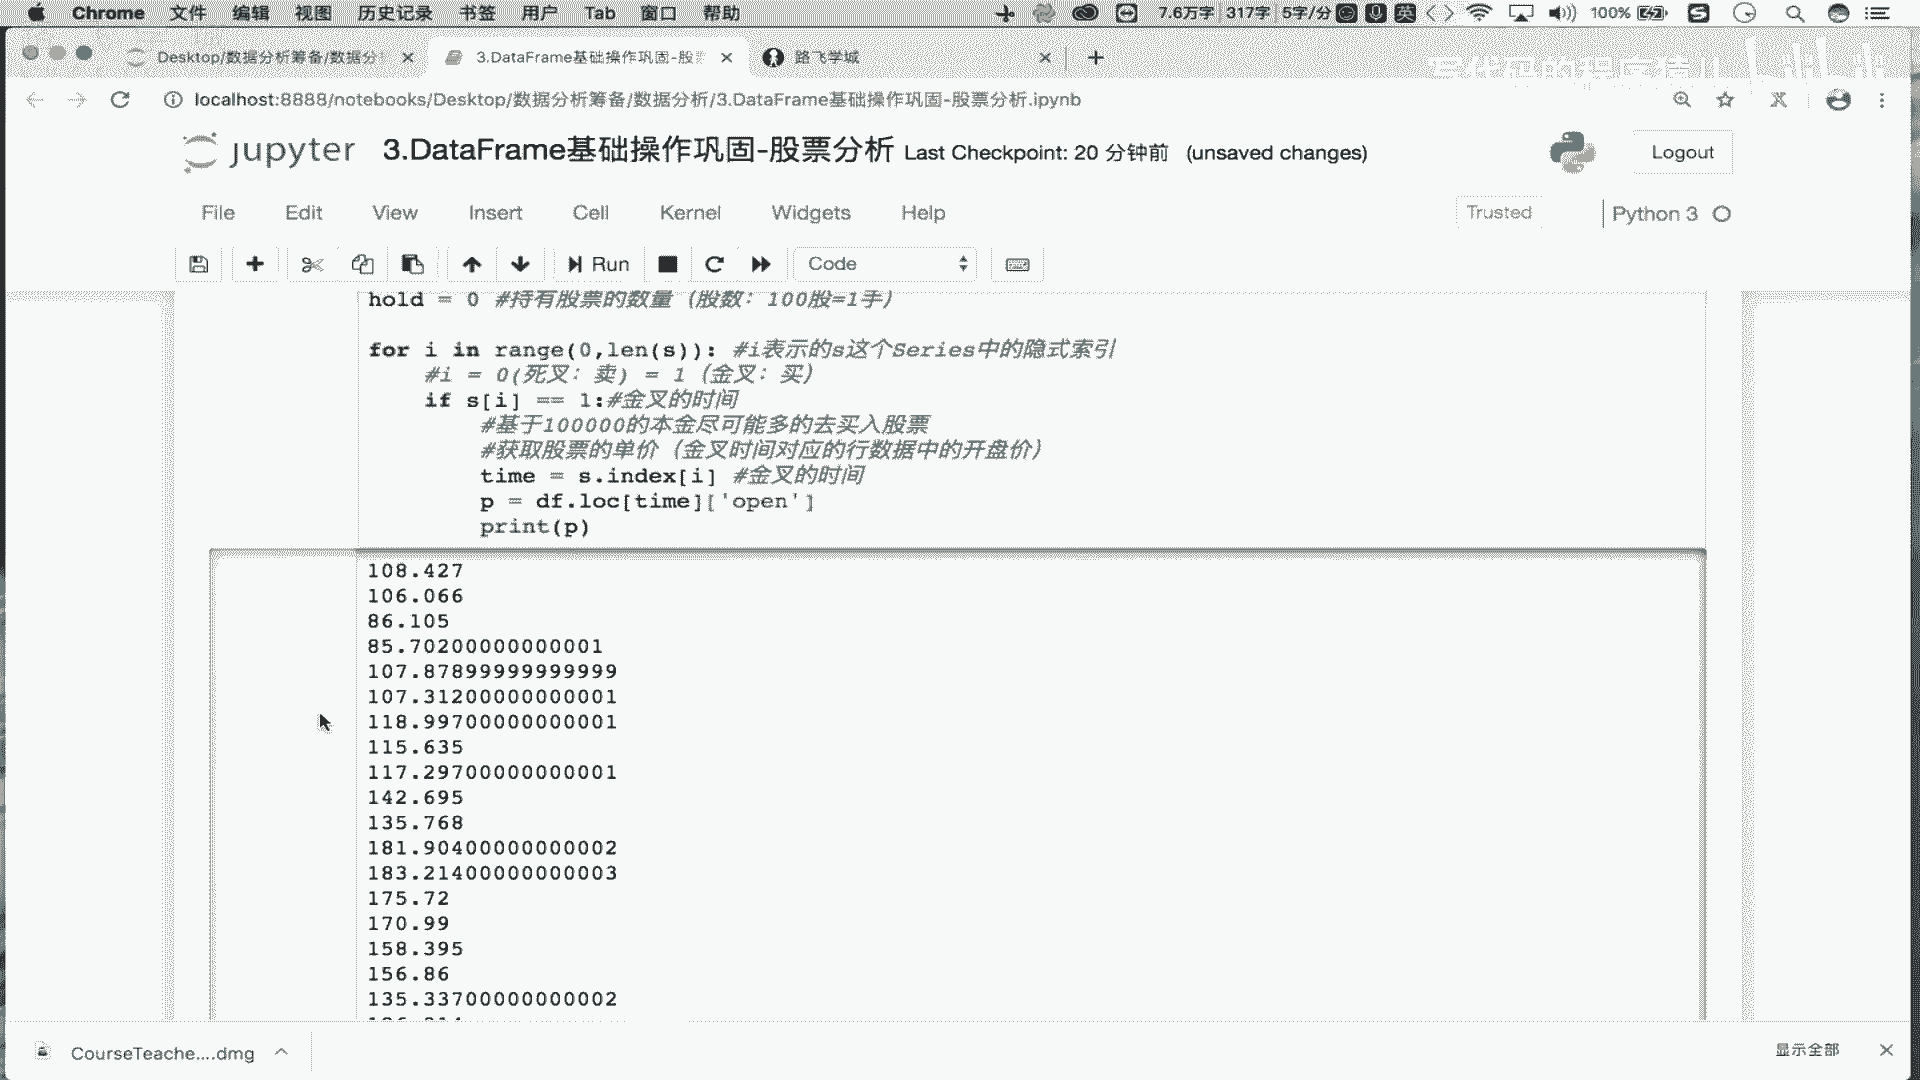 Chrome 文件 编辑 视图 历史记录 书签 用户 Tab 窗口 帮助 7.6万字 317字 5字/分 英 100%
Desktop/数据分析筹备/数据分 3.DataFrame基础操作巩固-股 路飞学城
写代码的程序猿儿 bilibili
localhost:8888/notebooks/Desktop/数据分析筹备/数据分析/3.DataFrame基础操作巩固-股票分析.ipynb
jupyter 3.DataFrame基础操作巩固-股票分析 Last Checkpoint: 20 分钟前 (unsaved changes) Logout
File Edit View Insert Cell Kernel Widgets Help Trusted Python 3
Run Code
hold = 0 #持有股票的数量（股数：100股=1手）
for i in range(0,len(s)): #i表示的s这个Series中的隐式索引
#i = 0(死叉：卖) = 1（金叉：买）
if s[i] == 1:#金叉的时间
#基于100000的本金尽可能多的去买入股票
#获取股票的单价（金叉时间对应的行数据中的开盘价）
time = s.index[i] #金叉的时间
p = df.loc[time]['open']
print(p)
108.427
106.066
86.105
85.70200000000001
107.87899999999999
107.31200000000001
118.99700000000001
115.635
117.29700000000001
142.695
135.768
181.90400000000002
183.21400000000003
175.72
170.99
158.395
156.86
135.33700000000002
CourseTeache....dmg 显示全部